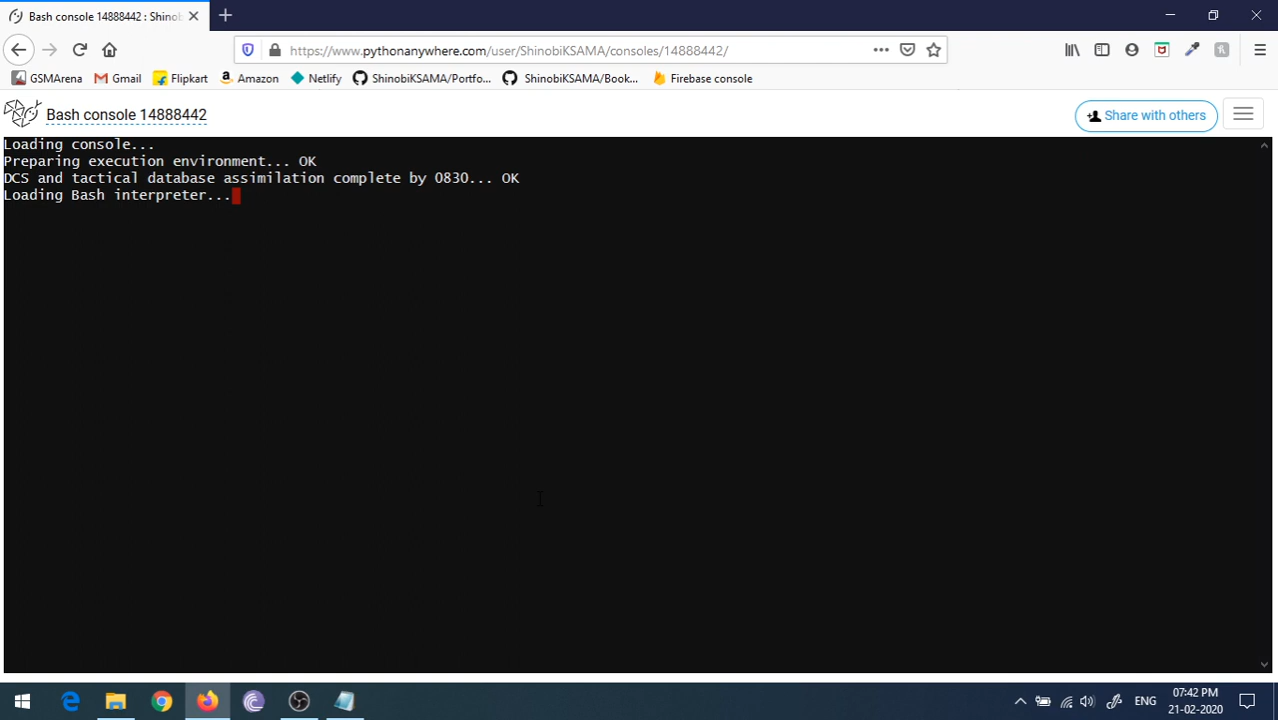 Bash console 14888442 : Shinob
https://www.pythonanywhere.com/user/ShinobiKSAMA/consoles/14888442/
GSMArena Gmail Flipkart Amazon Netlify ShinobiKSAMA/Portfo... ShinobiKSAMA/Book... Firebase console
Bash console 14888442
Share with others
Loading console...
Preparing execution environment... OK
DCS and tactical database assimilation complete by 0830... OK
Loading Bash interpreter...
ENG
07:42 PM
21-02-2020